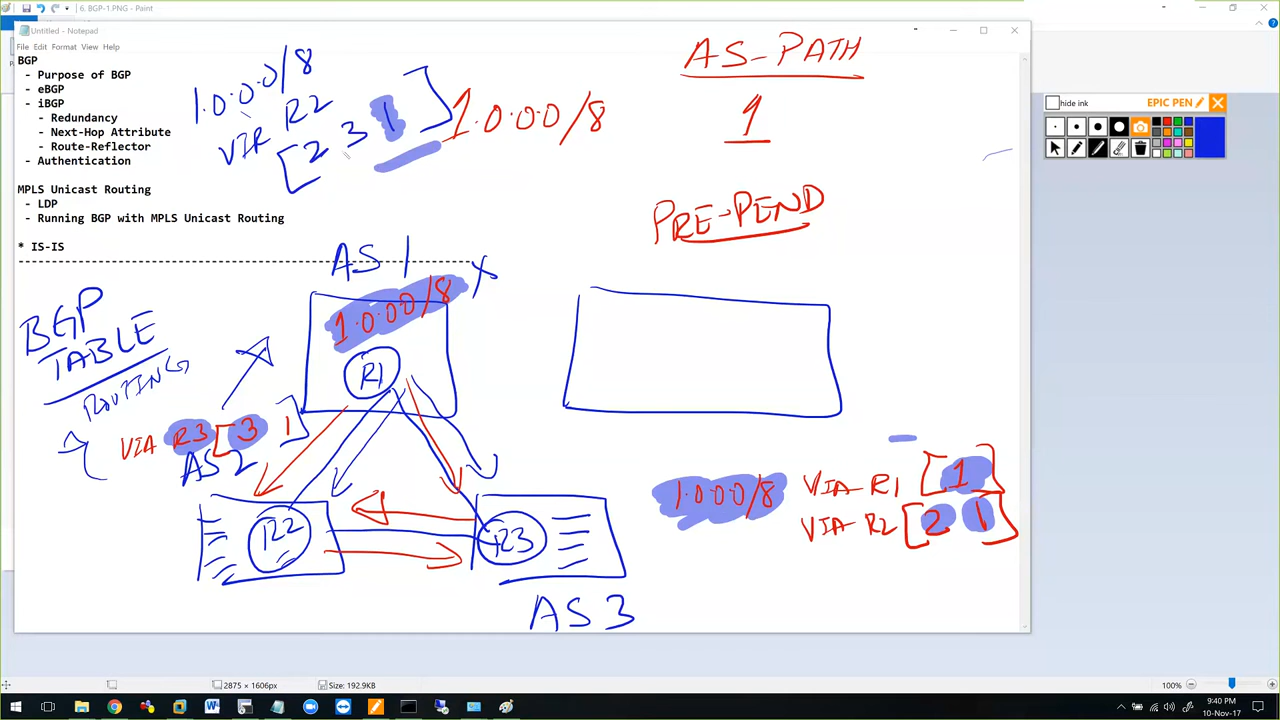 6. BGP-1.PNG - Paint
Untitled - Notepad
File Edit Format View Help
BGP
- Purpose of BGP
- eBGP
- iBGP
- Redundancy
- Next-Hop Attribute
- Route-Reflector
- Authentication
MPLS Unicast Routing
- LDP
- Running BGP with MPLS Unicast Routing
* IS-IS
1.0.0.0/8
VIA R2
[2 3 1]
1.0.0.0/8
AS-PATH
1
PRE-PEND
hide ink
EPIC PEN
AS 1
1.0.0.0/8
R1
BGP
TABLE
ROUTING
VIA R3 [3 1]
AS 2
R2
R3
AS 3
1.0.0.0/8 VIA R1 [1]
VIA R2 [2 1]
2875 × 1606px
Size: 192.9KB
100%
9:40 PM
10-Nov-17